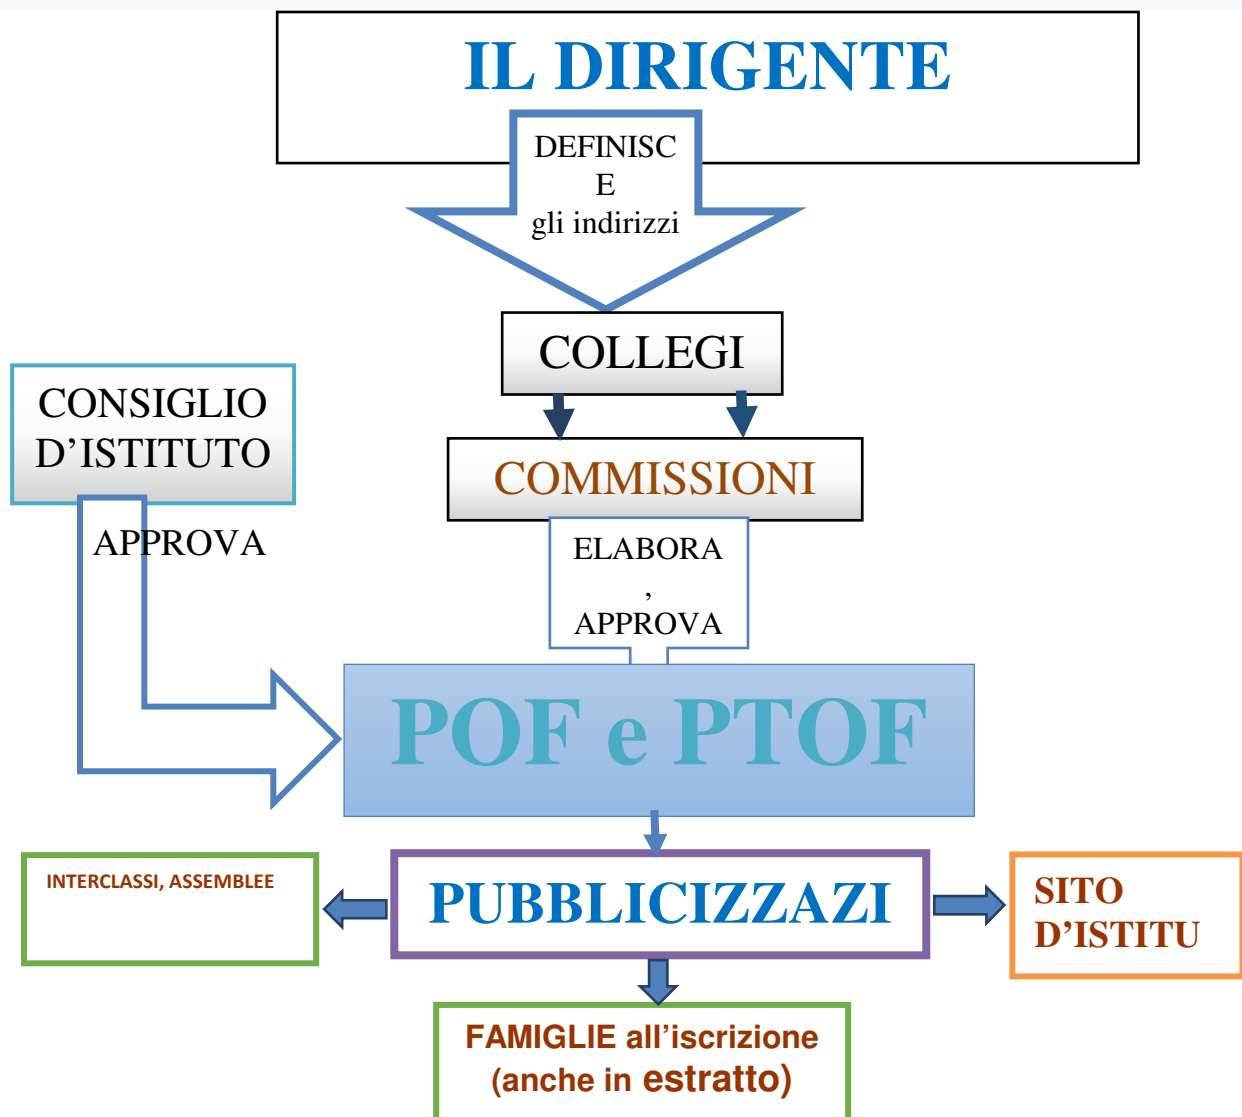 IL DIRIGENTE
DEFINISC
E
gli indirizzi
COLLEGI
CONSIGLIO
D’ISTITUTO
COMMISSIONI
APPROVA
ELABORA
,
APPROVA
POF e PTOF
INTERCLASSI, ASSEMBLEE
PUBBLICIZZAZI
SITO
D'ISTITU
FAMIGLIE all’iscrizione
(anche in estratto)